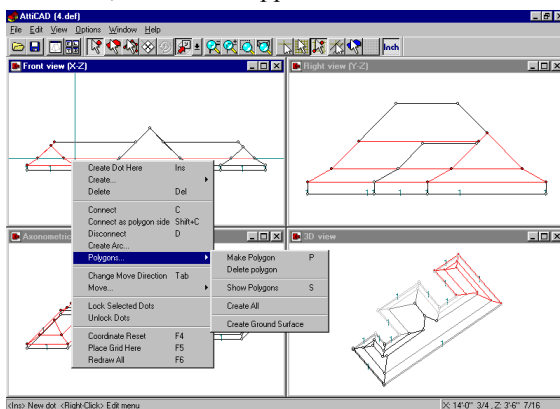 AttiCAD (4.def)
File Edit View Options Window Help
Inch
Front view (X-Z)
Right view (Y-Z)
Create Dot Here Ins
Create...
Delete Del
Connect C
Connect as polygon side Shift+C
Disconnect D
Create Arc...
Polygons...
Change Move Direction Tab
Move...
Lock Selected Dots
Unlock Dots
Coordinate Reset F4
Place Grid Here F5
Redraw All F6
Make Polygon P
Delete polygon
Show Polygons S
Create All
Create Ground Surface
Axonometric
3D view
<Ins> New dot <Right-Click> Edit menu
X: 14'0" 3/4 , Z: 3'6" 7/16